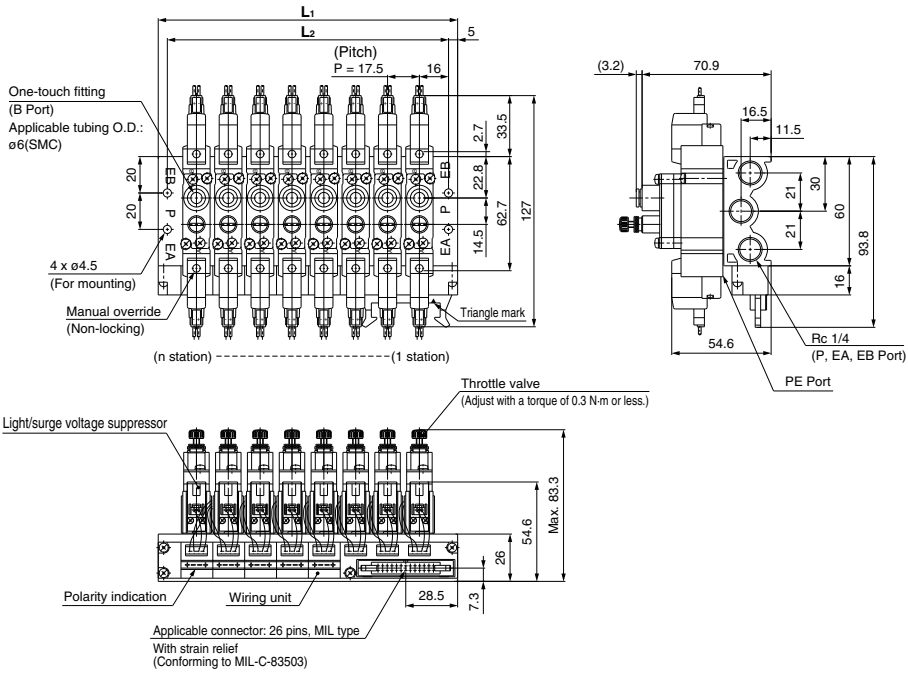 L1
L2
5
(Pitch)
P = 17.5
16
(3.2)
70.9
16.5
11.5
One-touch fitting
(B Port)
Applicable tubing O.D.:
ø6(SMC)
20
20
EB
P
EA
EB
P
EA
2.7
33.5
22.8
14.5
62.7
127
21
21
30
60
16
93.8
54.6
4 x ø4.5
(For mounting)
Manual override
(Non-locking)
Triangle mark
(n station)
(1 station)
Rc 1/4
(P, EA, EB Port)
PE Port
Throttle valve
(Adjust with a torque of 0.3 N·m or less.)
Light/surge voltage suppressor
Max. 83.3
54.6
26
7.3
28.5
Polarity indication
Wiring unit
Applicable connector: 26 pins, MIL type
With strain relief
(Conforming to MIL-C-83503)